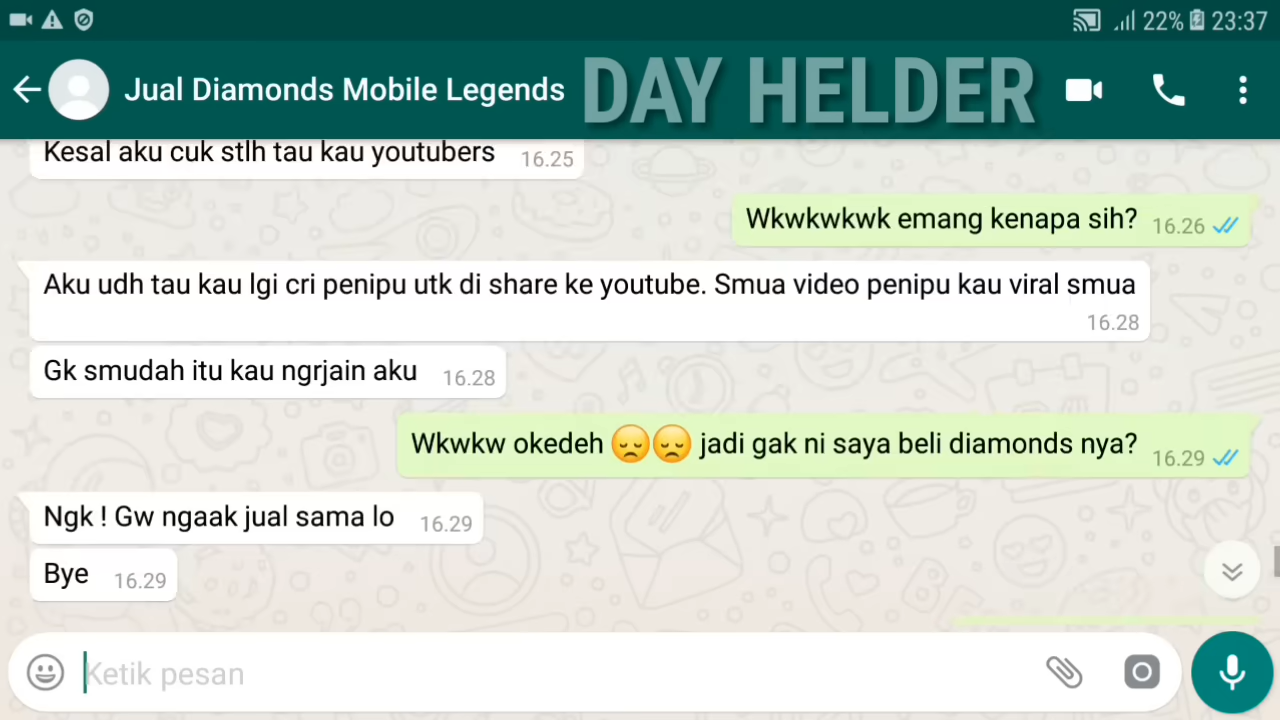 22% 23:37
Jual Diamonds Mobile Legends DAY HELDER
Kesal aku cuk stlh tau kau youtubers 16.25
Wkwkwkwk emang kenapa sih? 16.26
Aku udh tau kau lgi cri penipu utk di share ke youtube. Smua video penipu kau viral smua
16.28
Gk smudah itu kau ngrjain aku 16.28
Wkwkw okedeh 😞😞 jadi gak ni saya beli diamonds nya? 16.29
Ngk ! Gw ngaak jual sama lo 16.29
Bye 16.29
Ketik pesan